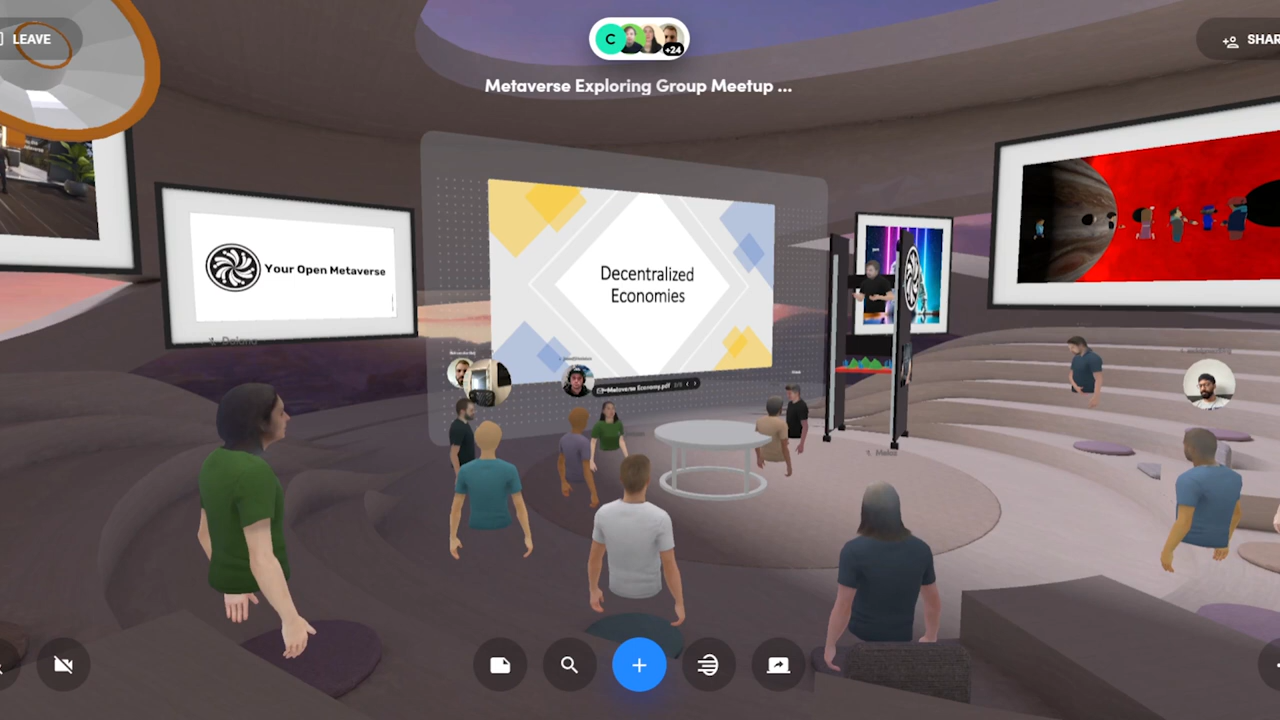 LEAVE
C
+24
SHAR
Metaverse Exploring Group Meetup ...
Your Open Metaverse
Decentralized
Economies
Metaverse Economy.pdf